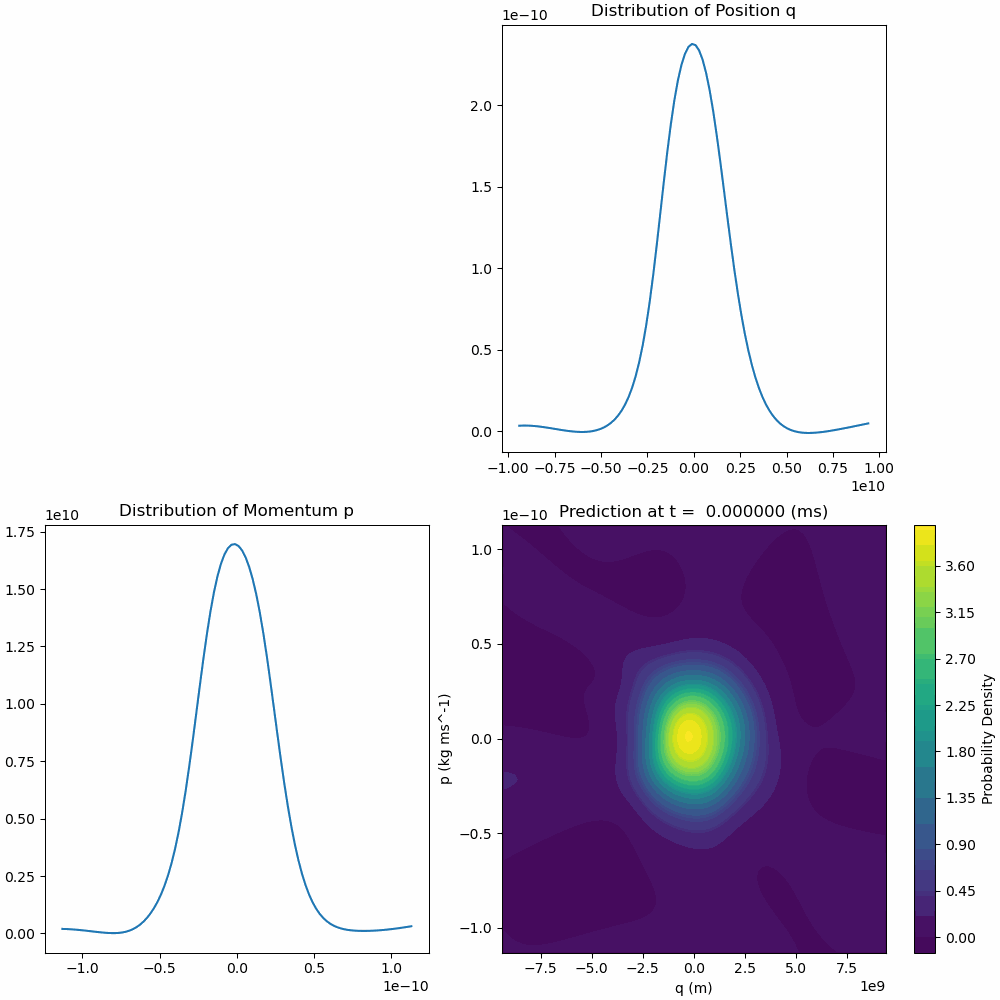 Distribution of Position q
1e−10
2.0
1.5
1.0
0.5
0.0
−1.00 −0.75 −0.50 −0.25 0.00 0.25 0.50 0.75 1.00
1e10
Distribution of Momentum p
1e10
1.75
1.50
1.25
1.00
0.75
0.50
0.25
0.00
−1.0 −0.5 0.0 0.5 1.0
1e−10
Prediction at t =  0.000000 (ms)
1e−10
1.0
0.5
0.0
−0.5
−1.0
p (kg ms^-1)
−7.5 −5.0 −2.5 0.0 2.5 5.0 7.5
q (m)
1e9
3.60
3.15
2.70
2.25
1.80
1.35
0.90
0.45
0.00
Probability Density